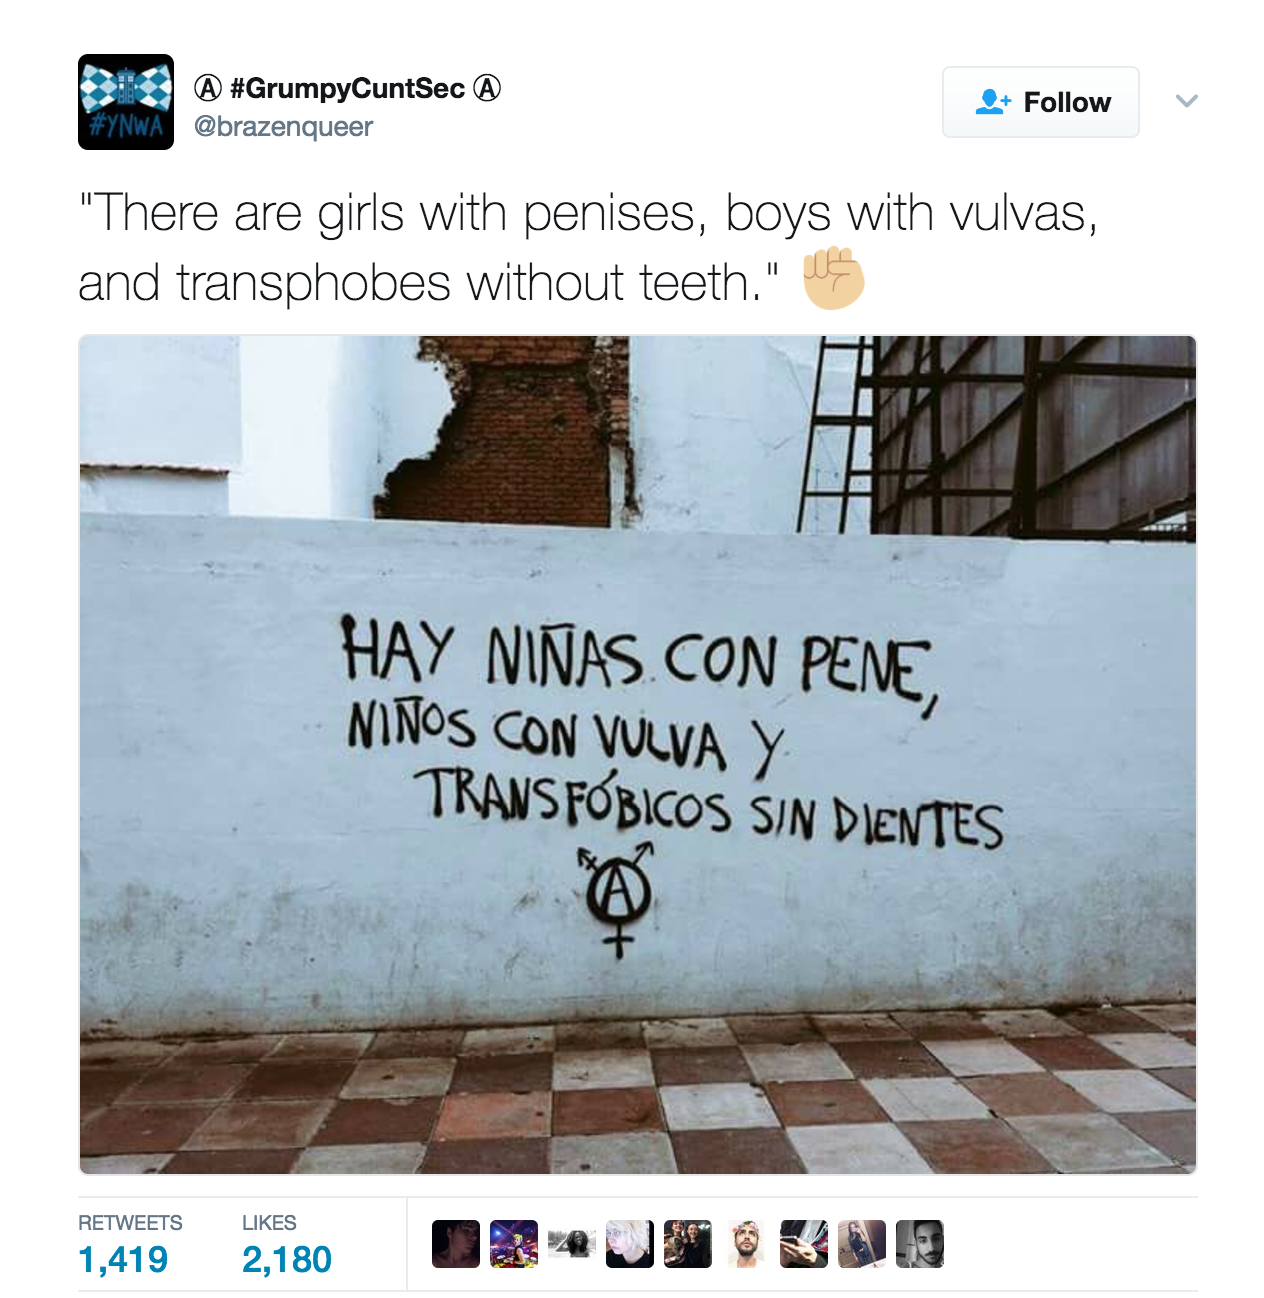 Ⓐ #GrumpyCuntSec Ⓐ
@brazenqueer
#YNWA
Follow
"There are girls with penises, boys with vulvas,
and transphobes without teeth." ✊🏼
HAY NIÑAS CON PENE,
NIÑOS CON VULVA Y
TRANSFÓBICOS SIN DIENTES
A
RETWEETS
1,419
LIKES
2,180